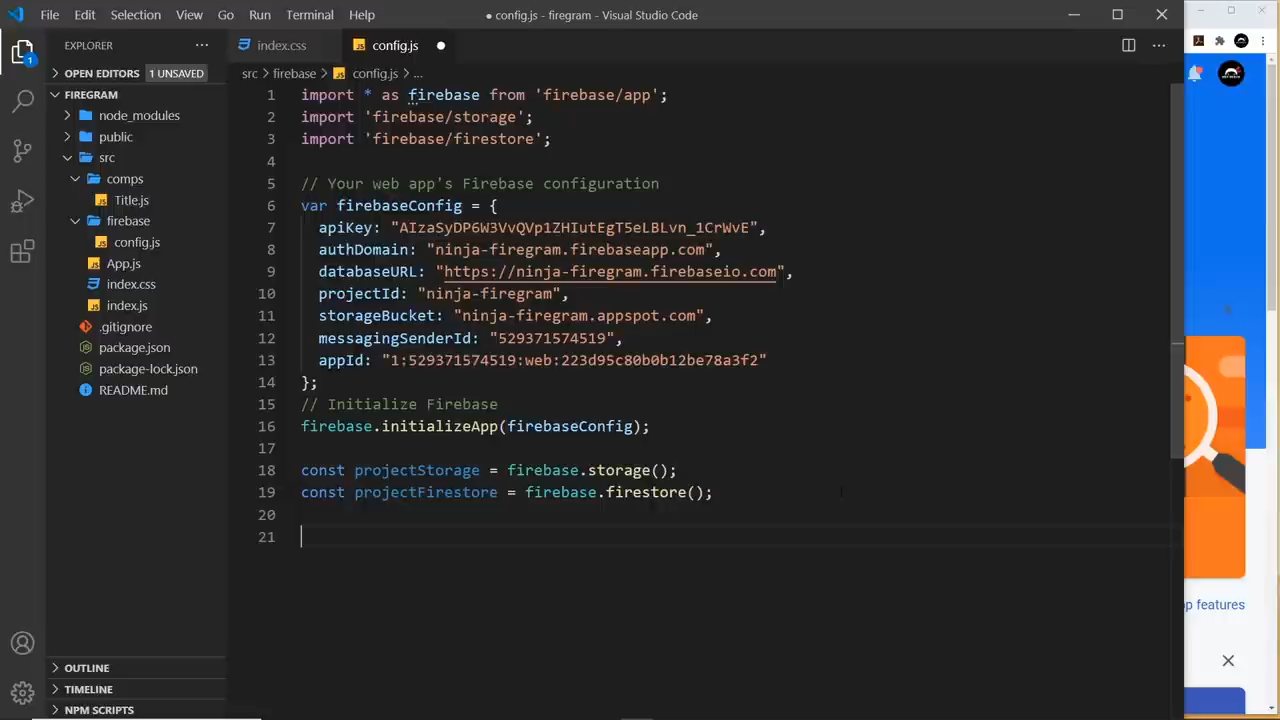 File Edit Selection View Go Run Terminal Help
● config.js - firegram - Visual Studio Code
EXPLORER
OPEN EDITORS 1 UNSAVED
FIREGRAM
node_modules
public
src
comps
Title.js
firebase
config.js
App.js
index.css
index.js
.gitignore
package.json
package-lock.json
README.md
OUTLINE
TIMELINE
NPM SCRIPTS
1
index.css config.js ●
src > firebase > config.js > ...
1 import * as firebase from 'firebase/app';
2 import 'firebase/storage';
3 import 'firebase/firestore';
4
5 // Your web app's Firebase configuration
6 var firebaseConfig = {
7 apiKey: "AIzaSyDP6W3VvQVp1ZHIutEgT5eLBLvn_1CrWvE",
8 authDomain: "ninja-firegram.firebaseapp.com",
9 databaseURL: "https://ninja-firegram.firebaseio.com",
10 projectId: "ninja-firegram",
11 storageBucket: "ninja-firegram.appspot.com",
12 messagingSenderId: "529371574519",
13 appId: "1:529371574519:web:223d95c80b0b12be78a3f2"
14 };
15 // Initialize Firebase
16 firebase.initializeApp(firebaseConfig);
17
18 const projectStorage = firebase.storage();
19 const projectFirestore = firebase.firestore();
20
21
features